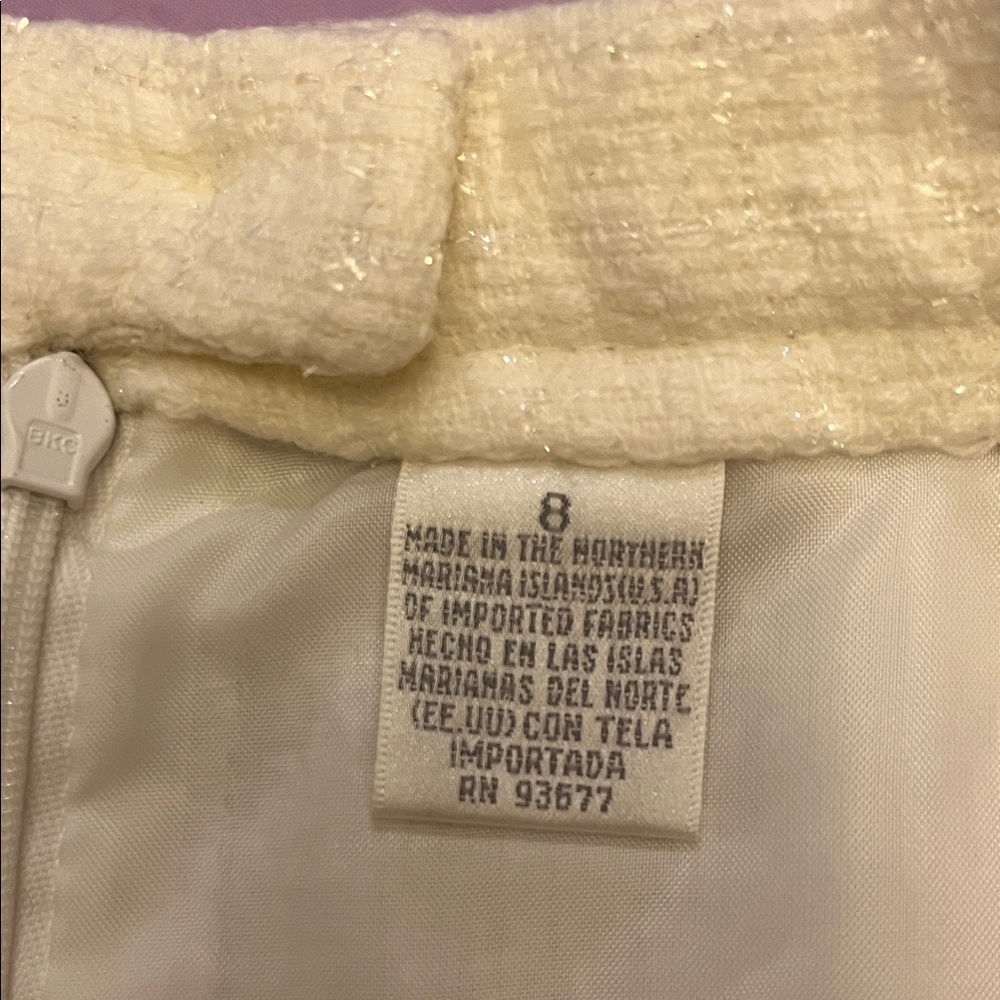 BKC
8
MADE IN THE NORTHERN
MARIANA ISLANDS(U.S.A)
OF IMPORTED FABRICS
HECHO EN LAS ISLAS
MARIANAS DEL NORTE
(EE.UU) CON TELA
IMPORTADA
RN 93677